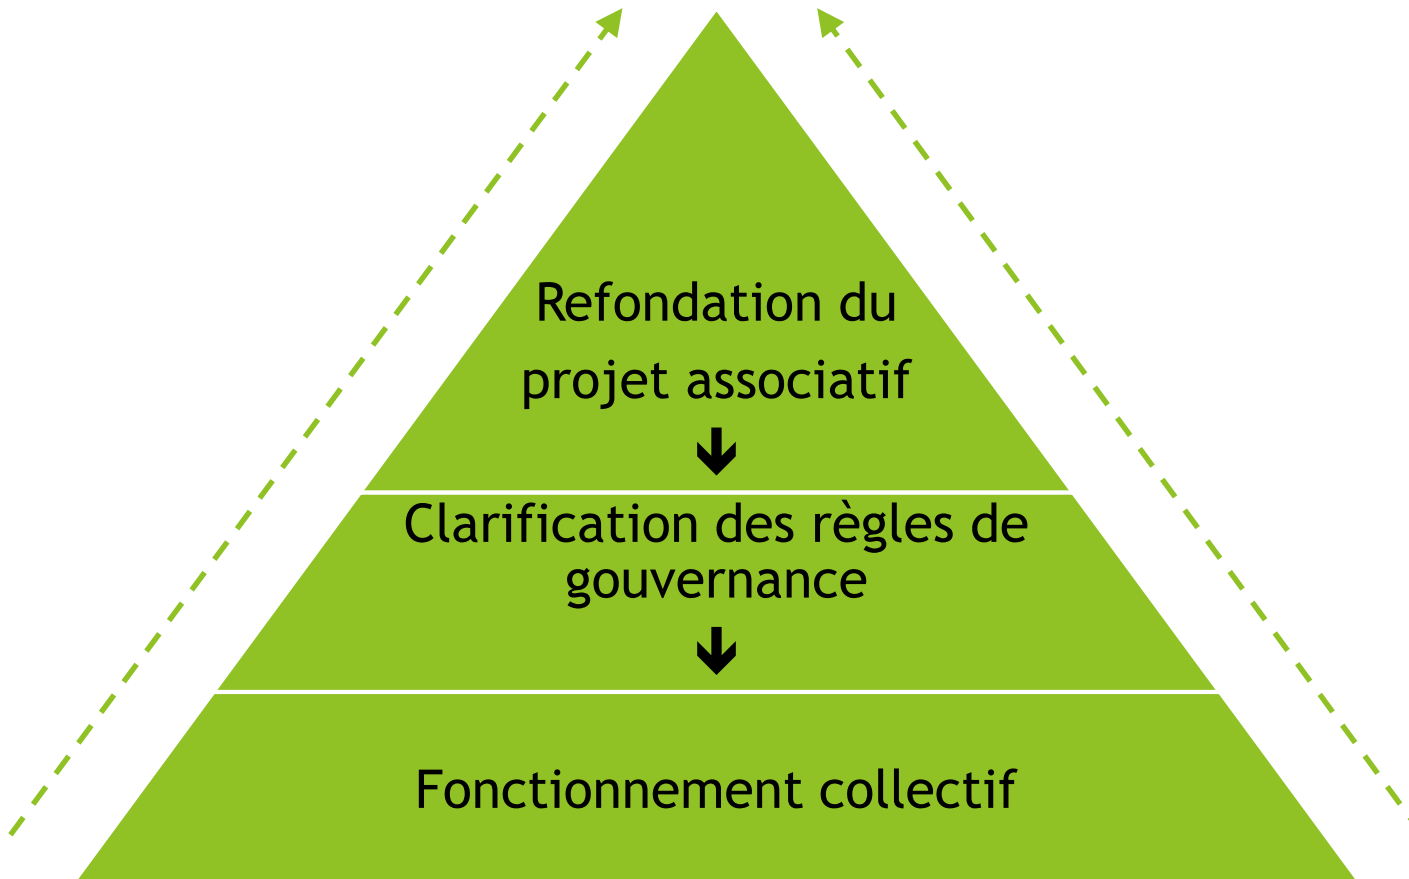 Refondation du
projet associatif
Clarification des règles de
gouvernance
Fonctionnement collectif